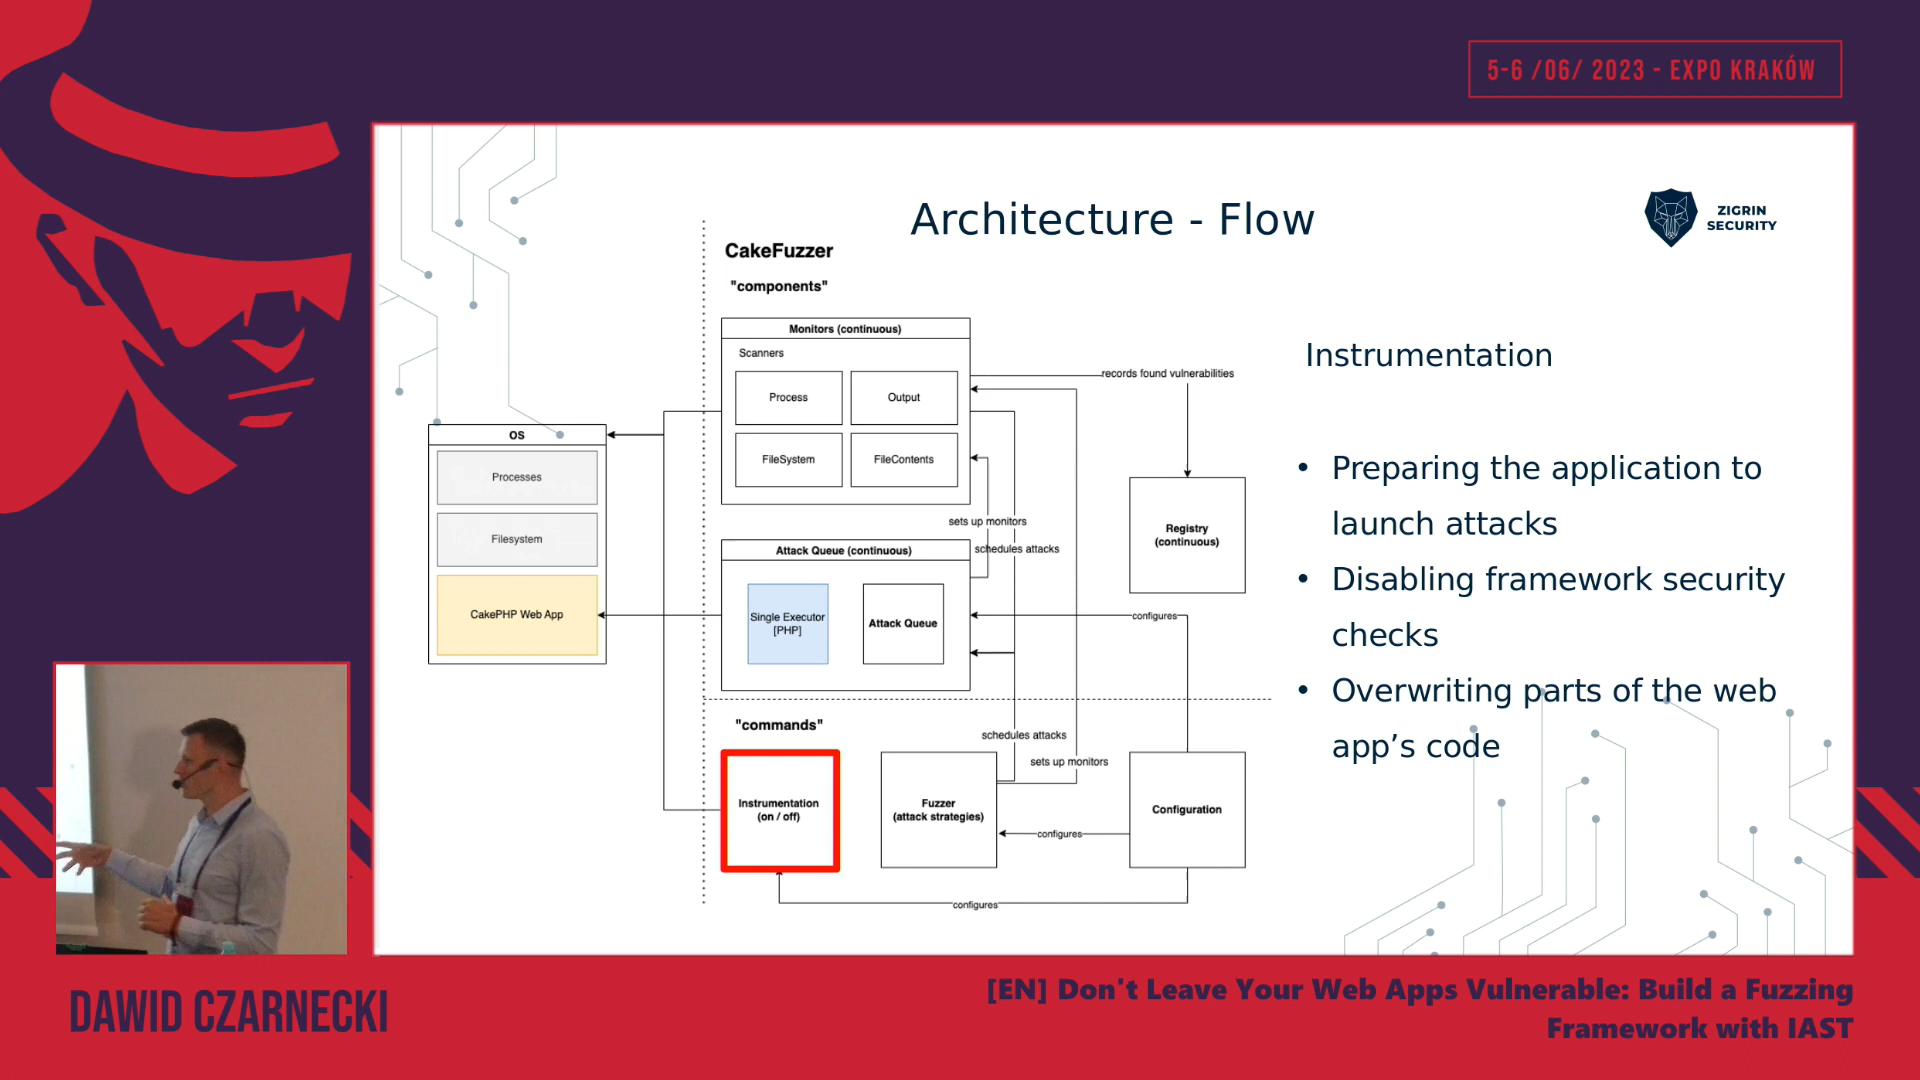 5-6 /06/ 2023 - EXPO KRAKÓW
Architecture - Flow
ZIGRIN
SECURITY
CakeFuzzer
"components"
Monitors (continuous)
Scanners
Process
Output
FileSystem
FileContents
records found vulnerabilities
OS
Processes
Filesystem
CakePHP Web App
sets up monitors
schedules attacks
Attack Queue (continuous)
Single Executor
[PHP]
Attack Queue
Registry
(continuous)
configures
"commands"
schedules attacks
sets up monitors
Instrumentation
(on / off)
Fuzzer
(attack strategies)
configures
Configuration
configures
Instrumentation
• Preparing the application to
launch attacks
• Disabling framework security
checks
• Overwriting parts of the web
app's code
DAWID CZARNECKI
[EN] Don't Leave Your Web Apps Vulnerable: Build a Fuzzing
Framework with IAST